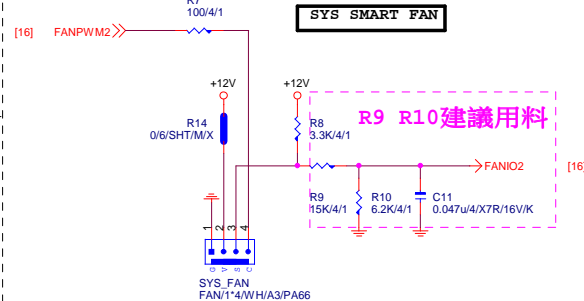 R7
100/4/1
SYS SMART FAN
[16]
FANPWM2
+12V
+12V
R9 R10建議用料
R14
0/6/SHT/M/X
R8
3.3K/4/1
FANIO2
[16]
R9
15K/4/1
R10
6.2K/4/1
C11
0.047u/4/X7R/16V/K
1
2
3
4
G
V
S
C
SYS_FAN
FAN/1*4/WH/A3/PA66